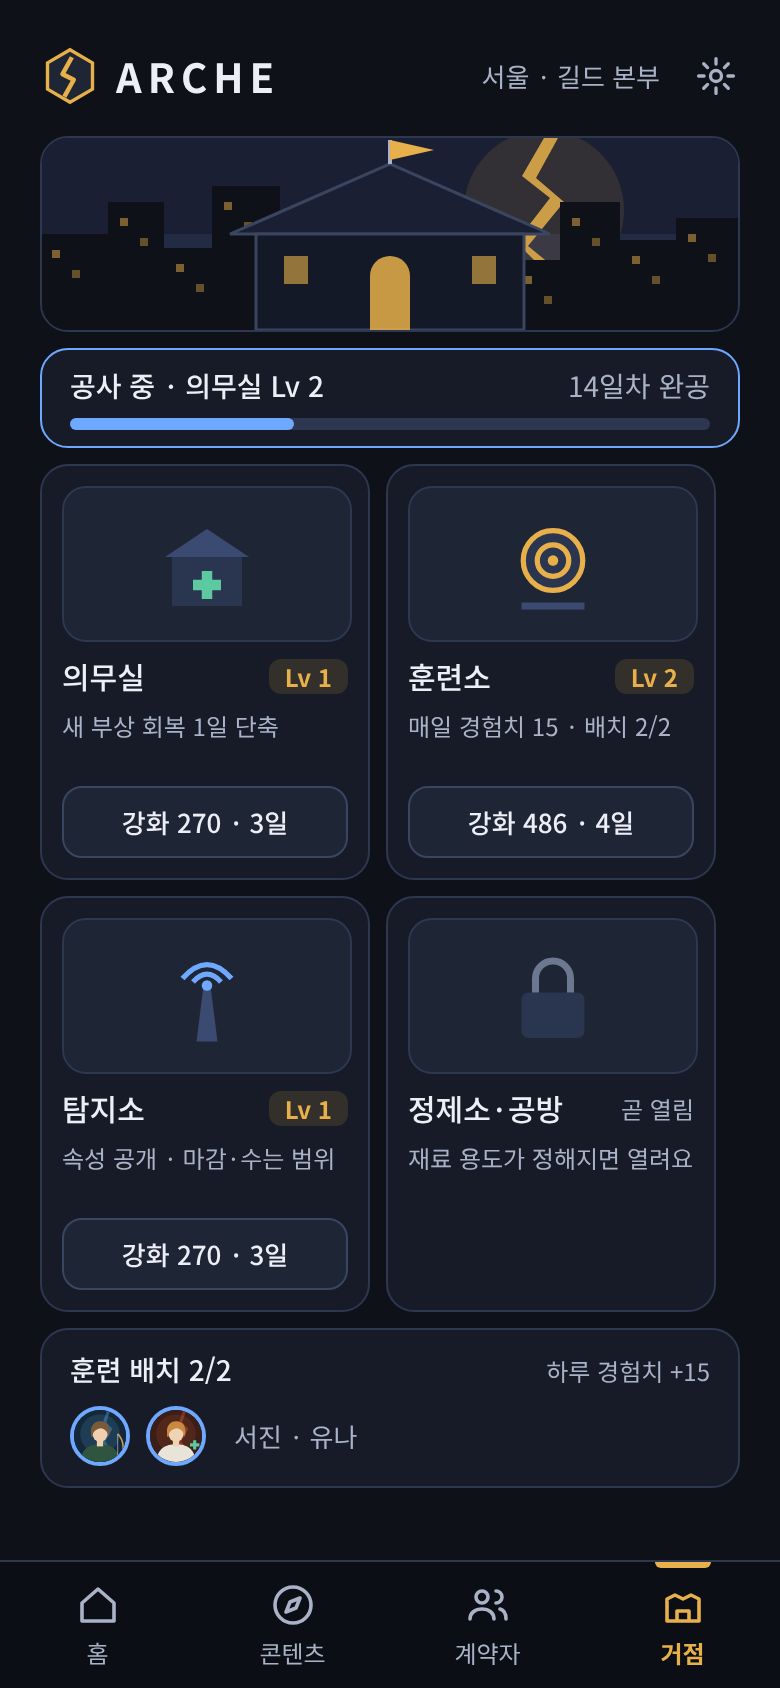 ARCHE
서울 · 길드 본부
공사 중 · 의무실 Lv 2
14일차 완공
의무실
Lv 1
새 부상 회복 1일 단축
강화 270 · 3일
훈련소
Lv 2
매일 경험치 15 · 배치 2/2
강화 486 · 4일
탐지소
Lv 1
속성 공개 · 마감·수는 범위
강화 270 · 3일
정제소·공방
곧 열림
재료 용도가 정해지면 열려요
훈련 배치 2/2
하루 경험치 +15
서진 · 유나
홈
콘텐츠
계약자
거점